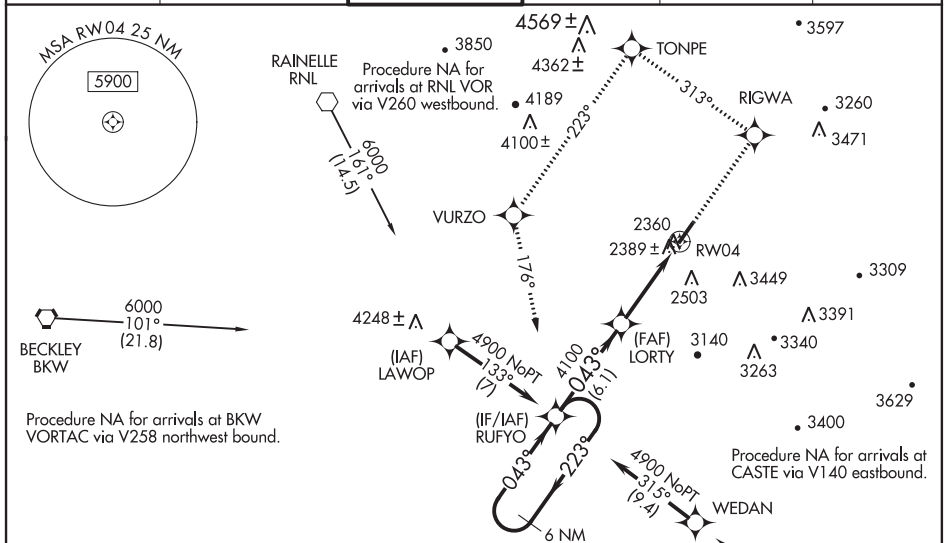 MSA RW04 25 NM
5900
RAINELLE
RNL
3850
Procedure NA for
arrivals at RNL VOR
via V260 westbound.
4569 ±
4362 ±
4189
4100 ±
TONPE
3597
223°
313°
RIGWA
3260
3471
6000
161°
(14.5)
VURZO
176°
2360
2389 ±
RW04
2503
3449
3309
3391
6000
101°
(21.8)
BECKLEY
BKW
4248 ±
(IAF)
LAWOP
4900 NoPT
133°
(7)
4100
043°
(6.1)
(FAF)
LORTY
3140
3340
3263
3629
3400
Procedure NA for arrivals at BKW
VORTAC via V258 northwest bound.
(IF/IAF)
RUFYO
043°
223°
6 NM
Procedure NA for arrivals at
CASTE via V140 eastbound.
4900 NoPT
315°
(9.4)
WEDAN